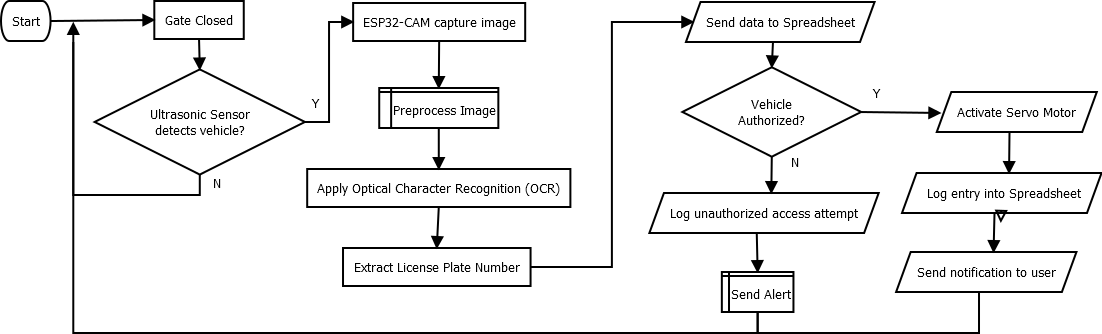 Start
Gate Closed
Ultrasonic Sensor
detects vehicle?
Y
N
ESP32-CAM capture image
Preprocess Image
Apply Optical Character Recognition (OCR)
Extract License Plate Number
Send data to Spreadsheet
Vehicle
Authorized?
Y
N
Log unauthorized access attempt
Send Alert
Activate Servo Motor
Log entry into Spreadsheet
Send notification to user